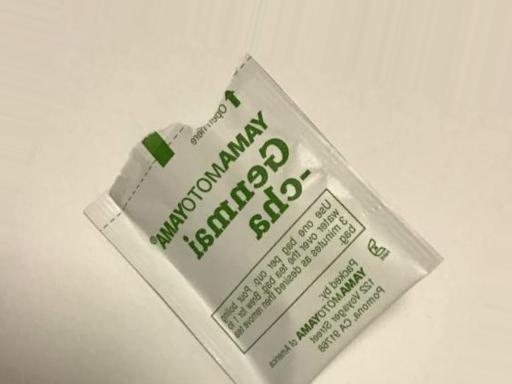 Open Here
YAMAMOTOYAMA®
Genmai
-cha
Use one bag per cup. Pour boiling
water over the tea bag. Brew for 1 to
3 minutes as desired then remove tea
bag.
Packed by:
YAMAMOTOYAMA of America
122 Voyager Street
Pomona, CA 91768